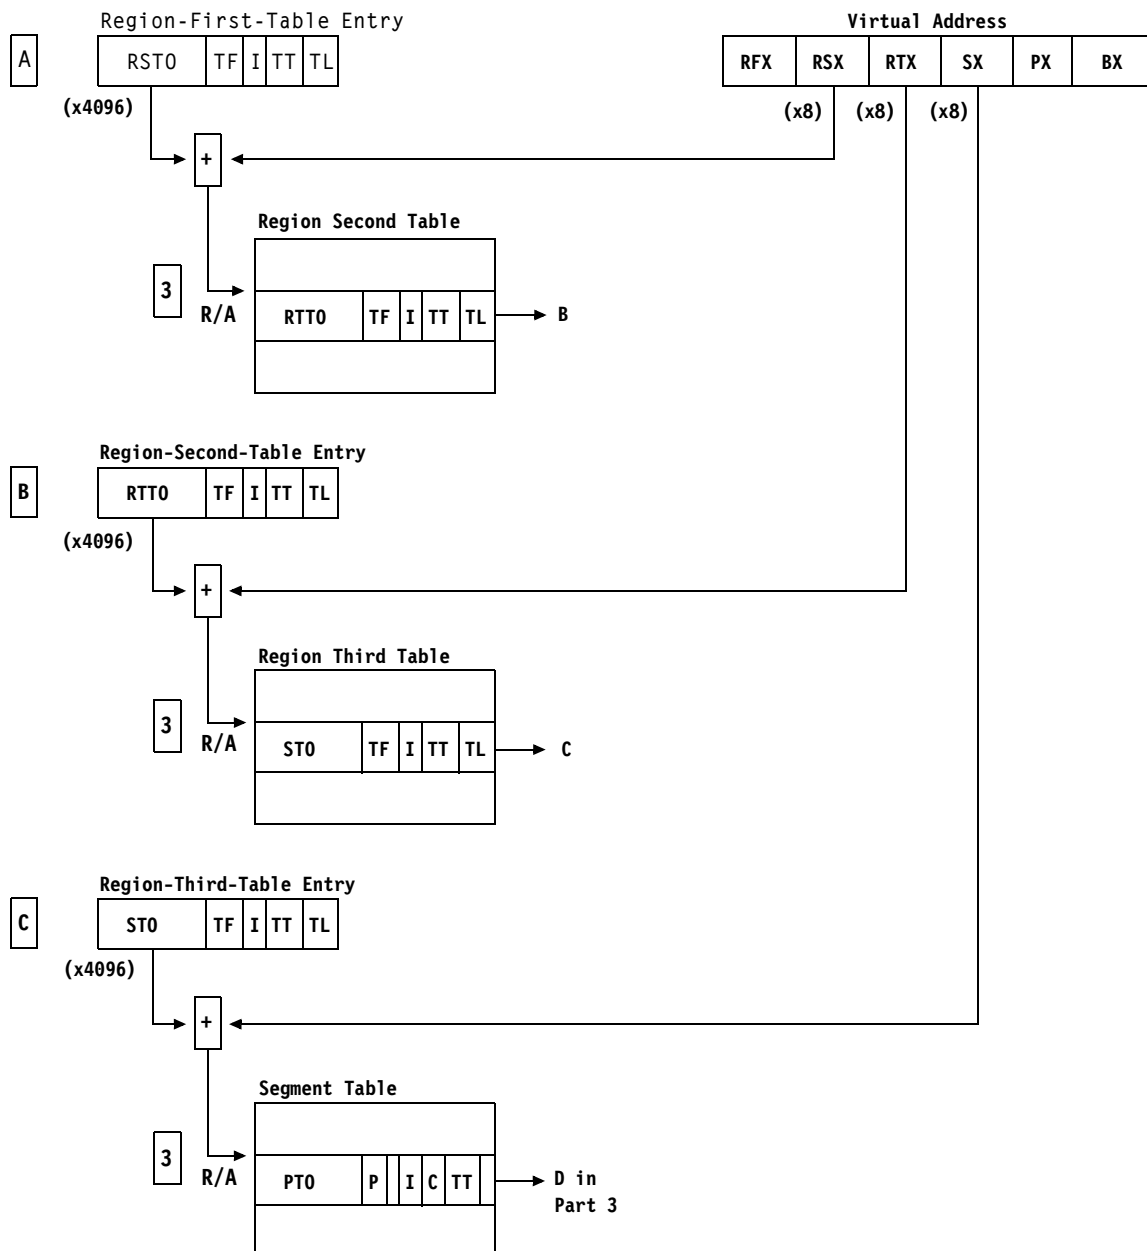 Region-First-Table Entry
Virtual Address
A
RSTO TF I TT TL
RFX RSX RTX SX PX BX
(x4096)
(x8) (x8) (x8)
+
Region Second Table
3
R/A
RTTO TF I TT TL
B
Region-Second-Table Entry
B
RTTO TF I TT TL
(x4096)
+
Region Third Table
3
R/A
STO TF I TT TL
C
Region-Third-Table Entry
C
STO TF I TT TL
(x4096)
+
Segment Table
3
R/A
PTO P I C TT
D in
Part 3